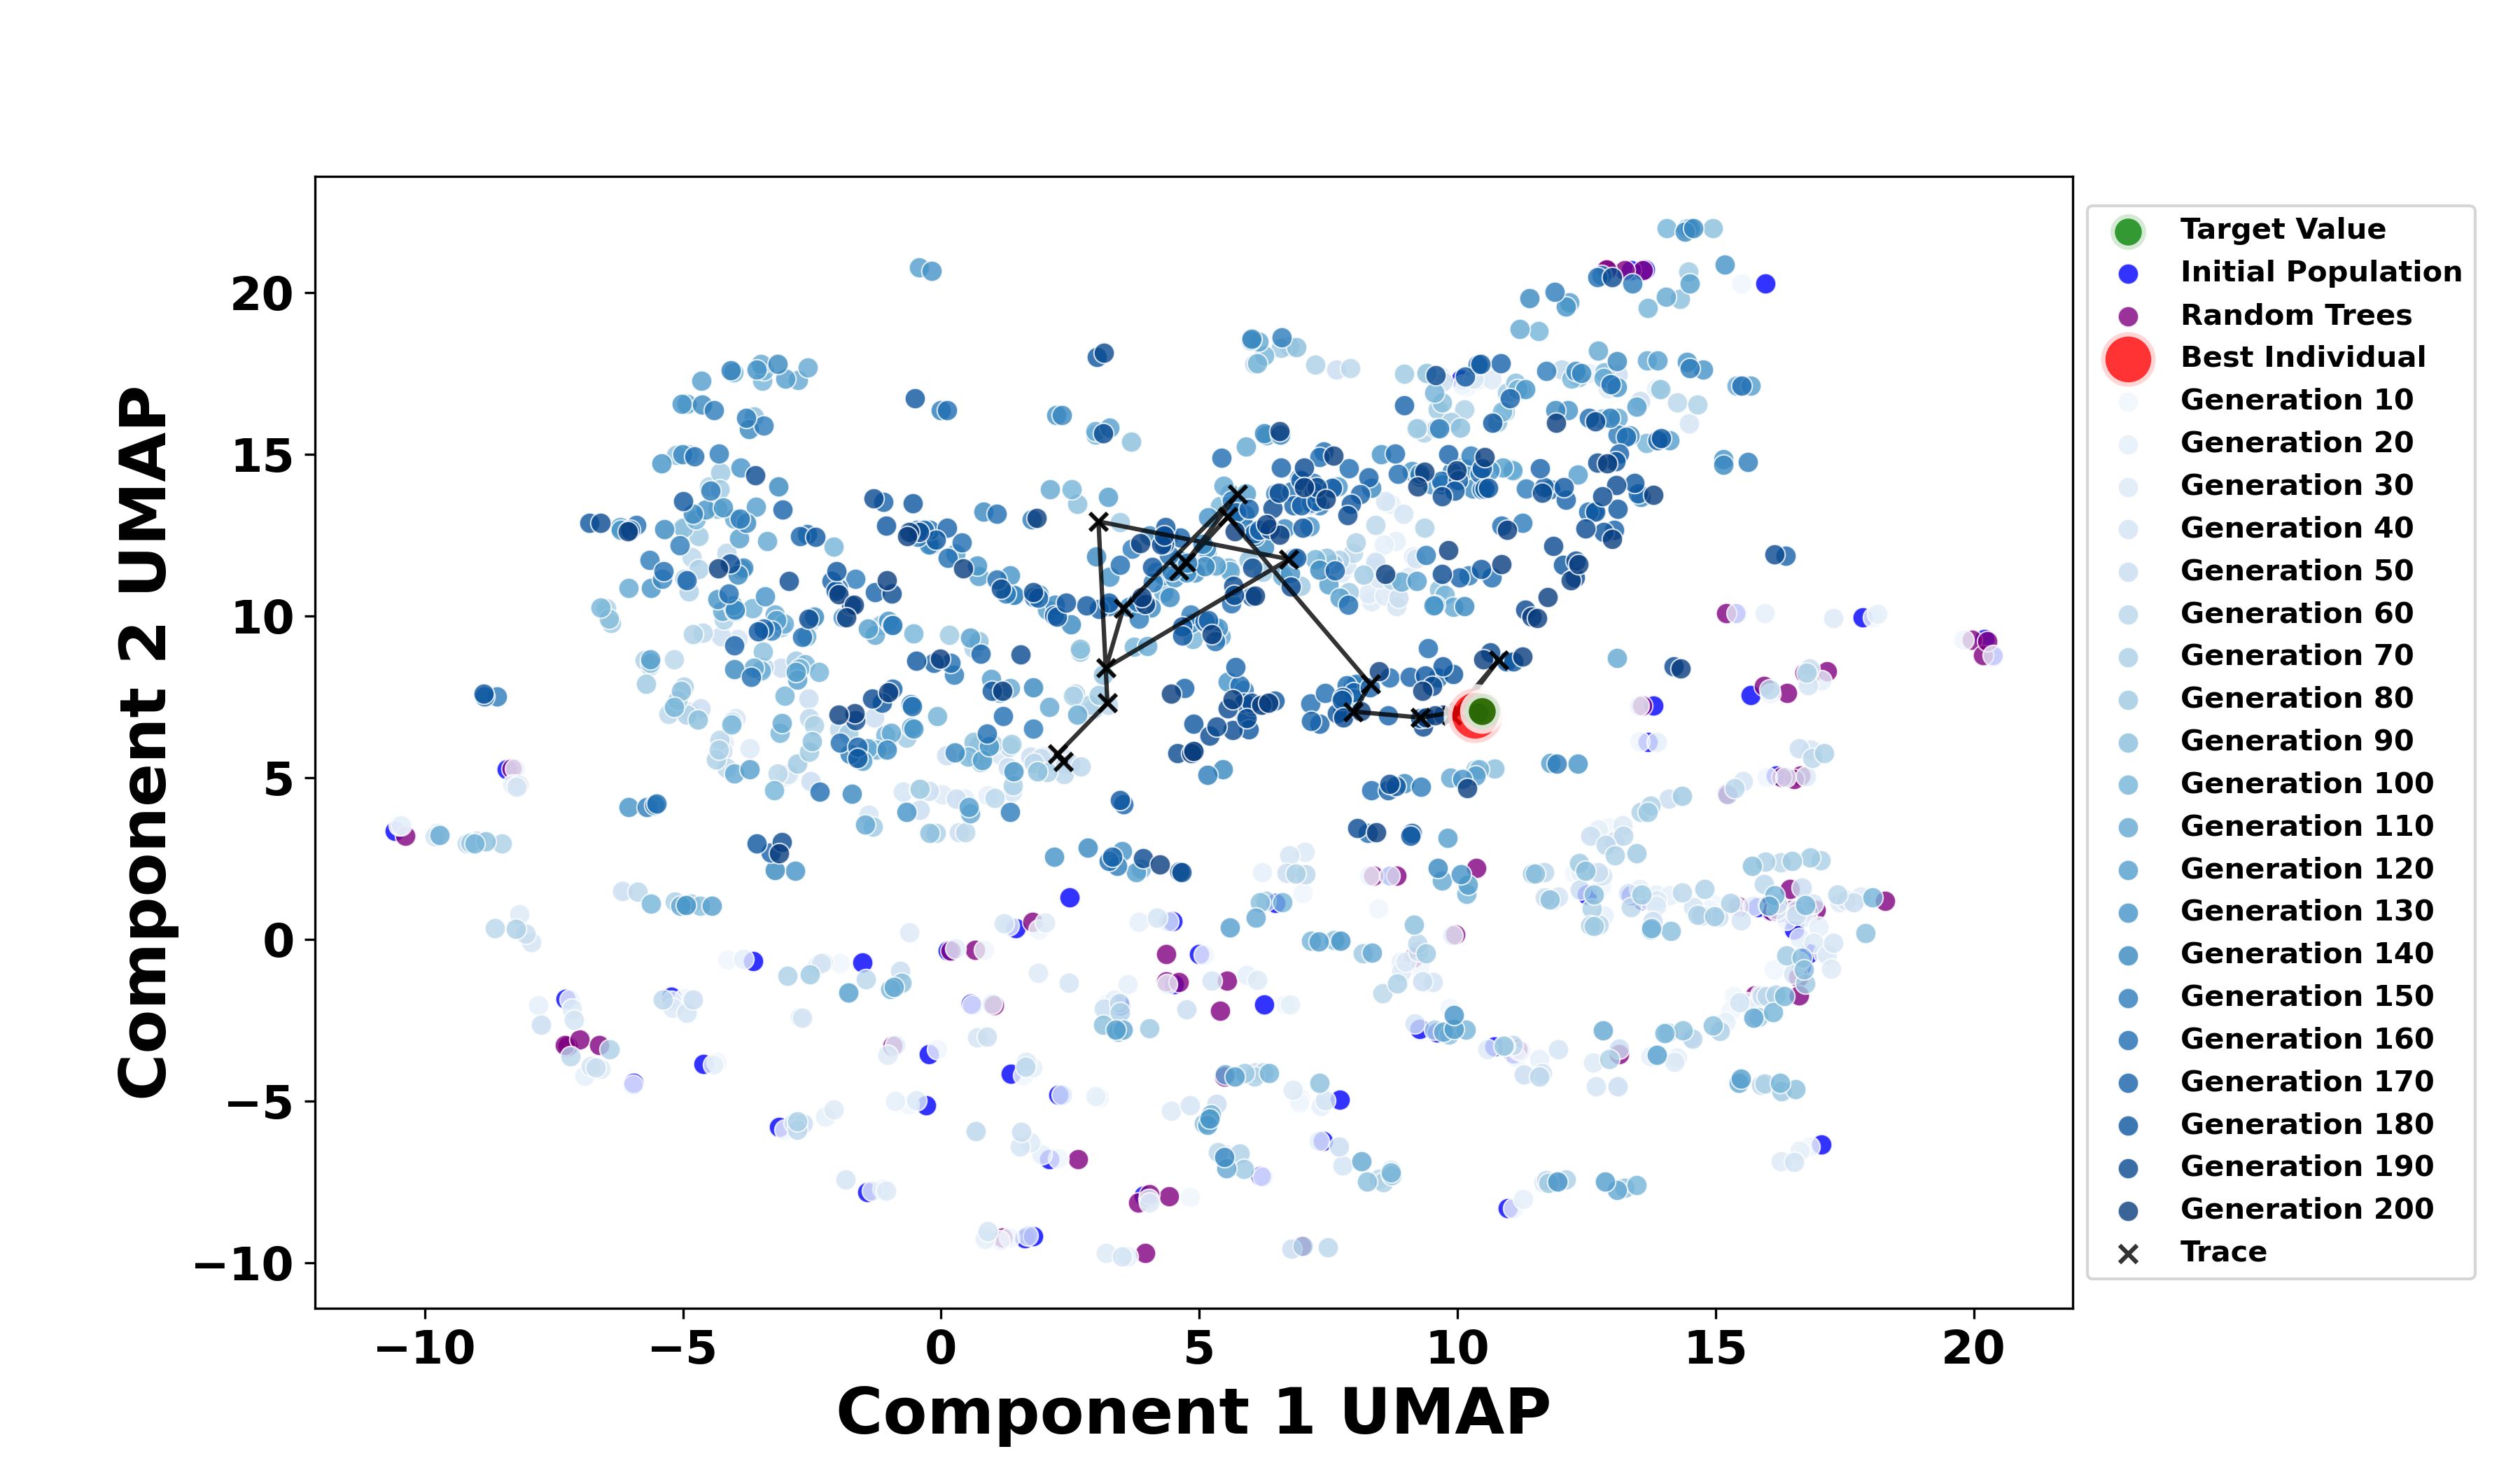 Component 2 UMAP
20
15
10
5
0
−5
−10
−10
−5
0
5
10
15
20
Component 1 UMAP
Target Value
Initial Population
Random Trees
Best Individual
Generation 10
Generation 20
Generation 30
Generation 40
Generation 50
Generation 60
Generation 70
Generation 80
Generation 90
Generation 100
Generation 110
Generation 120
Generation 130
Generation 140
Generation 150
Generation 160
Generation 170
Generation 180
Generation 190
Generation 200
Trace